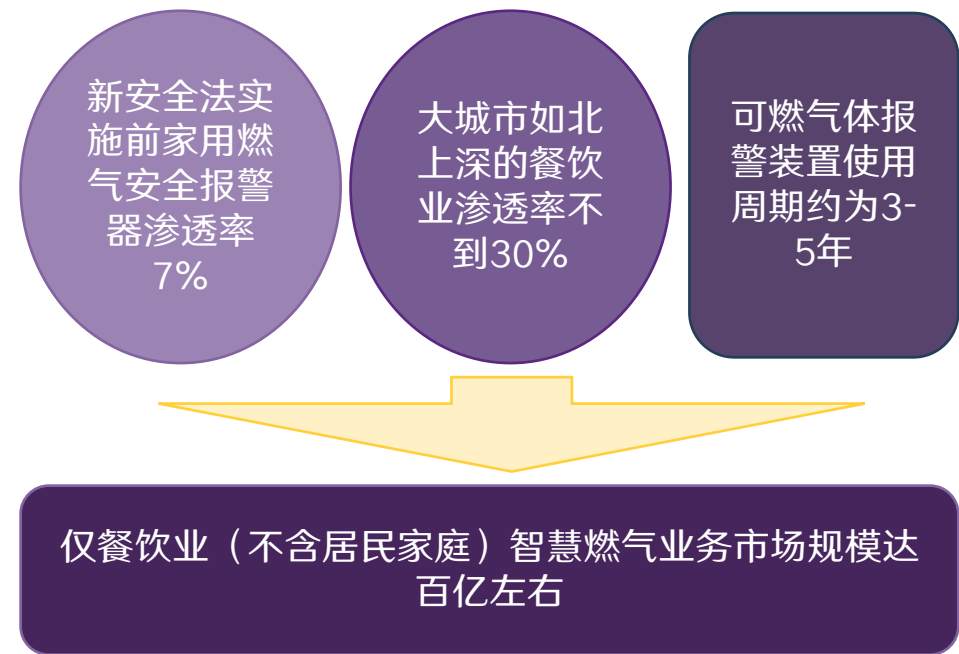 新安全法实
施前家用燃
气安全报警
器渗透率
7%
大城市如北
上深的餐饮
业渗透率不
到30%
可燃气体报
警装置使用
周期约为3-
5年
仅餐饮业（不含居民家庭）智慧燃气业务市场规模达
百亿左右